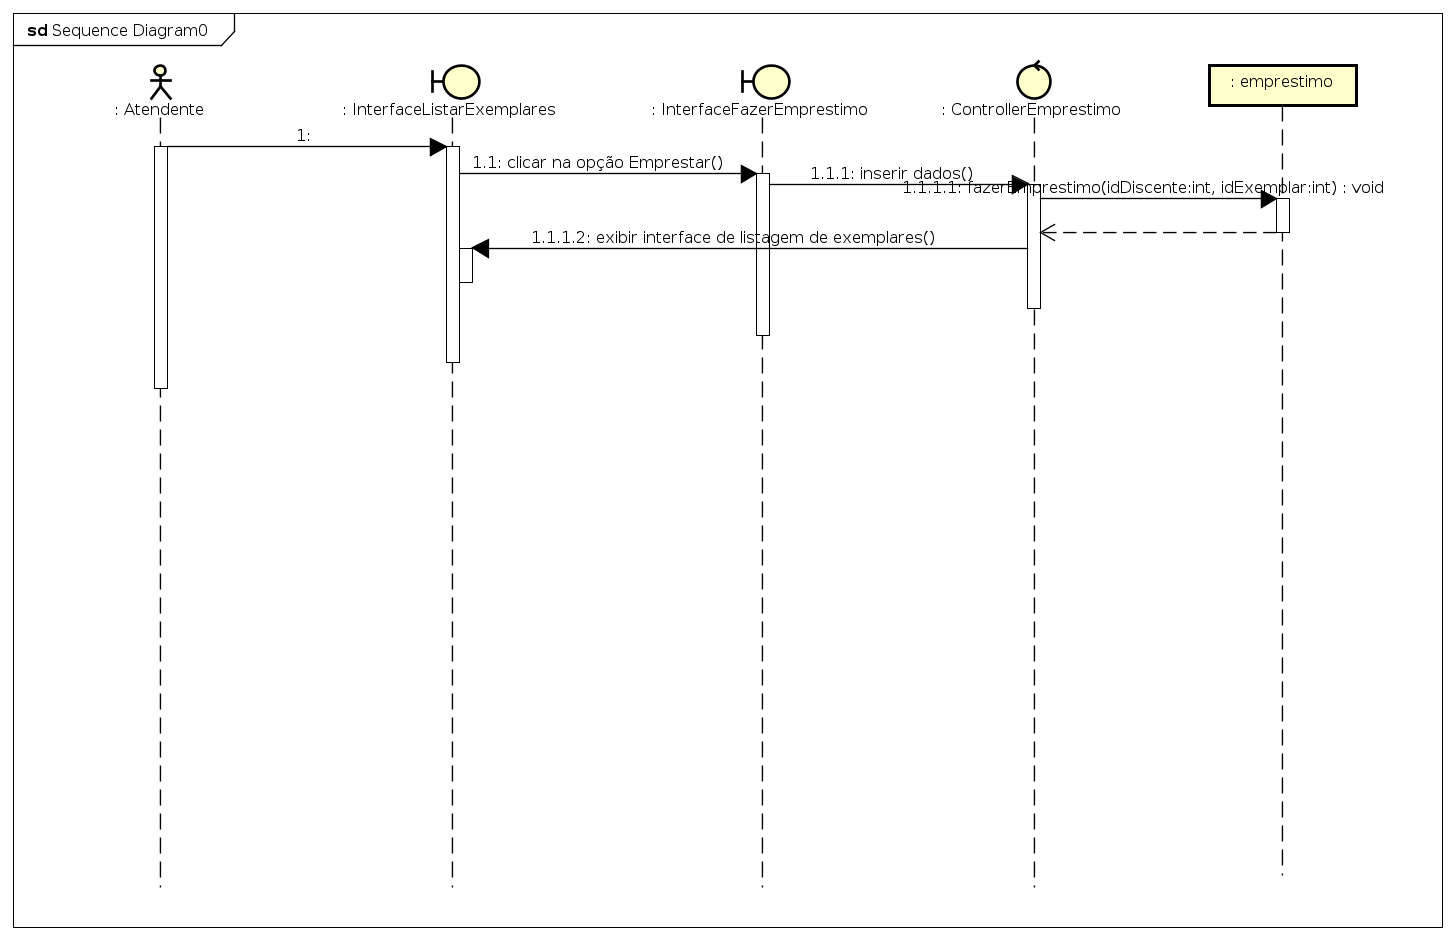 sd Sequence Diagram0
: Atendente
: InterfaceListarExemplares
: InterfaceFazerEmprestimo
: ControllerEmprestimo
: emprestimo
1:
1.1: clicar na opção Emprestar()
1.1.1: inserir dados()
1.1.1.1: fazerEmprestimo(idDiscente:int, idExemplar:int) : void
1.1.1.2: exibir interface de listagem de exemplares()